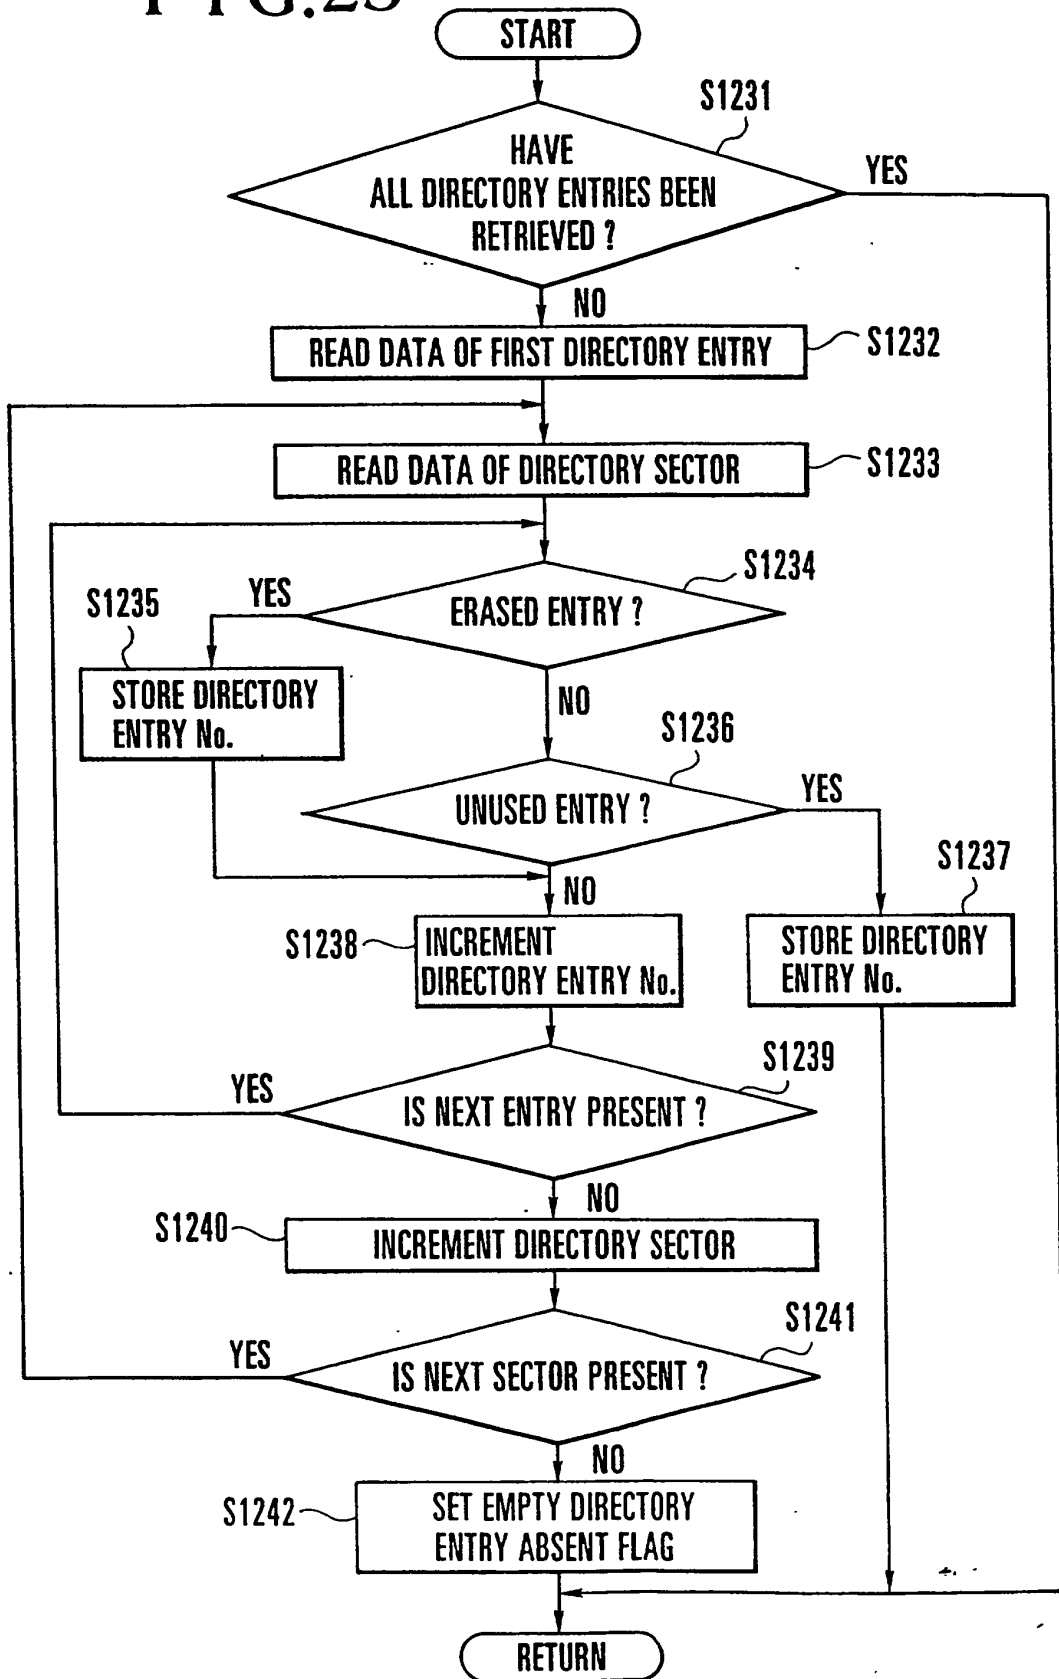 FIG.23
START
S1231
HAVE
ALL DIRECTORY ENTRIES BEEN
RETRIEVED ?
YES
NO
READ DATA OF FIRST DIRECTORY ENTRY
S1232
READ DATA OF DIRECTORY SECTOR
S1233
S1234
ERASED ENTRY ?
YES
S1235
STORE DIRECTORY
ENTRY No.
NO
S1236
UNUSED ENTRY ?
YES
S1237
NO
S1238
INCREMENT
DIRECTORY ENTRY No.
STORE DIRECTORY
ENTRY No.
S1239
YES
IS NEXT ENTRY PRESENT ?
NO
S1240
INCREMENT DIRECTORY SECTOR
S1241
YES
IS NEXT SECTOR PRESENT ?
NO
S1242
SET EMPTY DIRECTORY
ENTRY ABSENT FLAG
RETURN